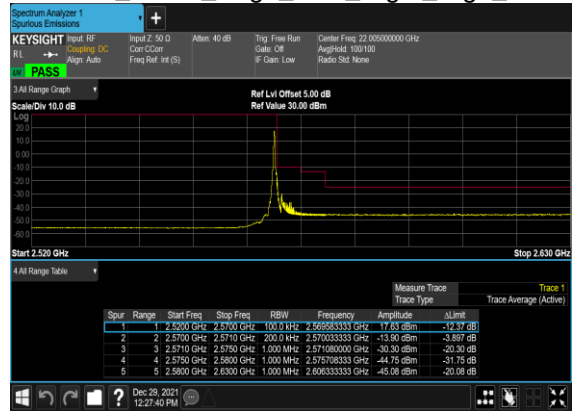 Spectrum Analyzer 1
Spurious Emissions
+
KEYSIGHT Input: RF Input Z: 50 Ω Atten: 40 dB Trig: Free Run Center Freq: 22.005000000 GHz
RL Coupling: DC Corr CCorr Gate: Off Avg|Hold: 100/100
Align: Auto Freq Ref: Int (S) IF Gain: Low Radio Std: None
LW PASS
3 All Range Graph
Ref Lvl Offset 5.00 dB
Scale/Div 10.0 dB Ref Value 30.00 dBm
Log
20.0
10.0
0.00
-10.0
-20.0
-30.0
-40.0
-50.0
-60.0
Start 2.520 GHz Stop 2.630 GHz
4 All Range Table
Measure Trace Trace 1
Trace Type Trace Average (Active)
Spur Range Start Freq Stop Freq RBW Frequency Amplitude ΔLimit
1 1 2.5200 GHz 2.5700 GHz 100.0 kHz 2.569583333 GHz 17.63 dBm -12.37 dB
2 2 2.5700 GHz 2.5710 GHz 200.0 kHz 2.570033333 GHz -13.90 dBm -3.897 dB
3 3 2.5710 GHz 2.5750 GHz 1.000 MHz 2.571080000 GHz -30.30 dBm -20.30 dB
4 4 2.5750 GHz 2.5800 GHz 1.000 MHz 2.575708333 GHz -44.75 dBm -31.75 dB
5 5 2.5800 GHz 2.6300 GHz 1.000 MHz 2.606333333 GHz -45.08 dBm -20.08 dB
? Dec 29, 2021
12:27:40 PM